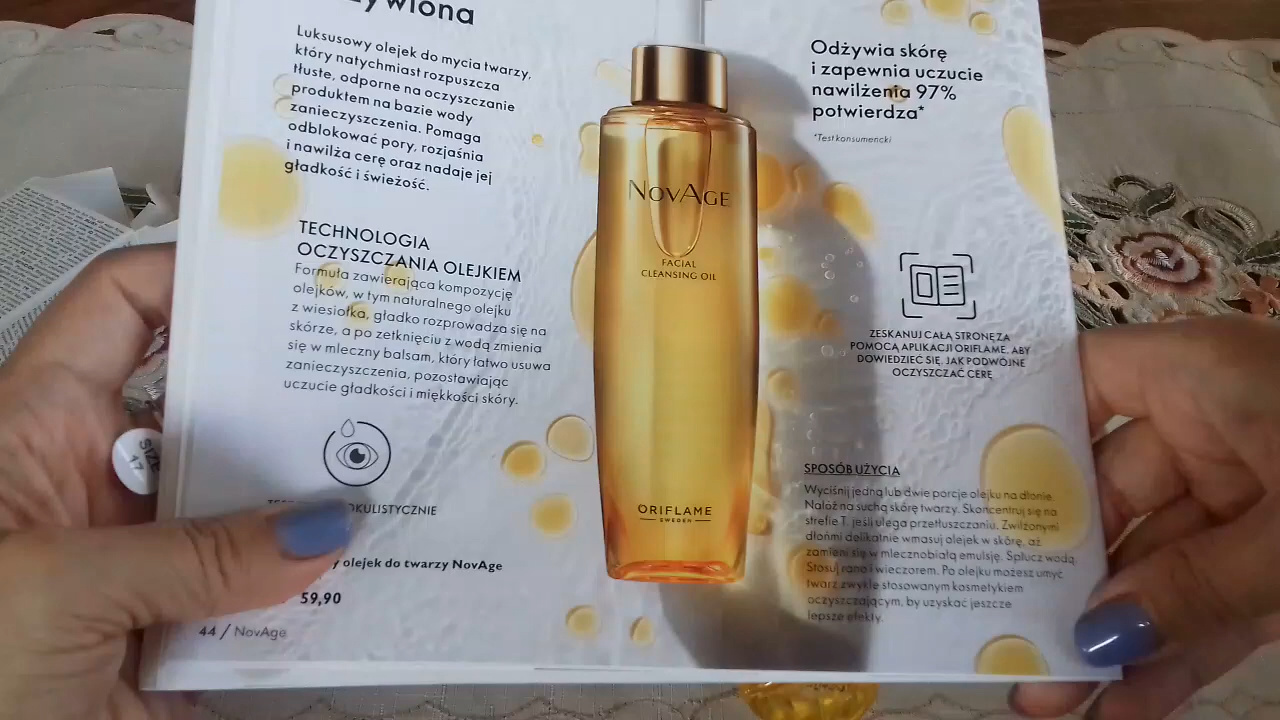 Luksusowy olejek do mycia twarzy,
który natychmiast rozpuszcza
tłuste, odporne na oczyszczanie
produktem na bazie wody
zanieczyszczenia. Pomaga
odblokować pory, rozjaśnia
i nawilża cerę oraz nadaje jej
gładkość i świeżość.
TECHNOLOGIA
OCZYSZCZANIA OLEJKIEM
Formuła zawierająca kompozycję
olejków, w tym naturalnego olejku
z wiesiołka, gładko rozprowadza się na
skórze, a po zetknięciu z wodą zmienia
się w mleczny balsam, który łatwo usuwa
zanieczyszczenia, pozostawiając
uczucie gładkości i miękkości skóry.
OKULISTYCZNIE
olejek do twarzy NovAge
59,90
44 / NovAge
SIZE
17
NOVAGE
FACIAL
CLEANSING OIL
ORIFLAME
SWEDEN
Odżywia skórę
i zapewnia uczucie
nawilżenia 97%
potwierdza*
*Test konsumencki
ZESKANUJ CAŁĄ STRONĘ ZA
POMOCĄ APLIKACJI ORIFLAME, ABY
DOWIEDZIEĆ SIĘ, JAK PODWÓJNE
OCZYSZCZAĆ CERĘ
SPOSÓB UŻYCIA
Wyciśnij jedną lub dwie porcje olejku na dłonie.
Nałóż na suchą skórę twarzy. Skoncentruj się na
strefie T, jeśli ulega przetłuszczaniu. Zwilżonymi
dłońmi delikatnie wmasuj olejek w skórę, aż
zamieni się w mlecznobiałą emulsję. Spłucz wodą.
Stosuj rano i wieczorem. Po olejku możesz umyć
twarz zwykle stosowanym kosmetykiem
oczyszczającym, by uzyskać jeszcze
lepsze efekty.